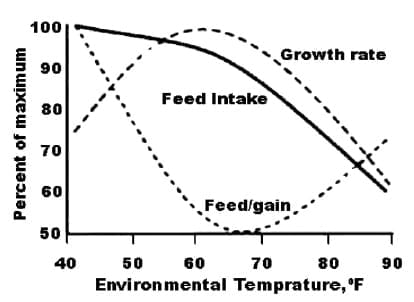 100
90
80
70
60
50
Percent of maximum
Growth rate
Feed Intake
Feed/gain
40 50 60 70 80 90
Environmental Temprature,°F